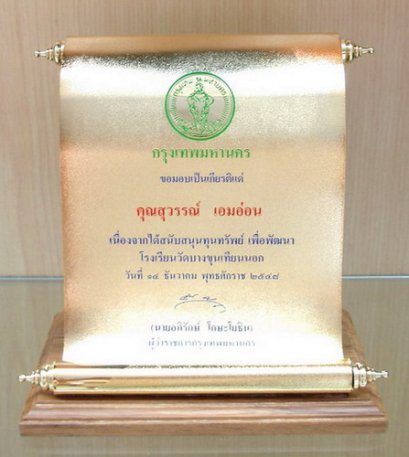 กรุงเทพมหานคร
ขอมอบเป็นเกียรติแด่
คุณสุวรรณ์ เอมอ่อน
เนื่องจากได้สนับสนุนทุนทรัพย์ เพื่อพัฒนา
โรงเรียนวัดบางขุนเทียนนอก
วันที่ ๑๔ ธันวาคม พุทธศักราช ๒๕๔๘
(นายอภิรักษ์ โกษะโยธิน)
ผู้ว่าราชการกรุงเทพมหานคร